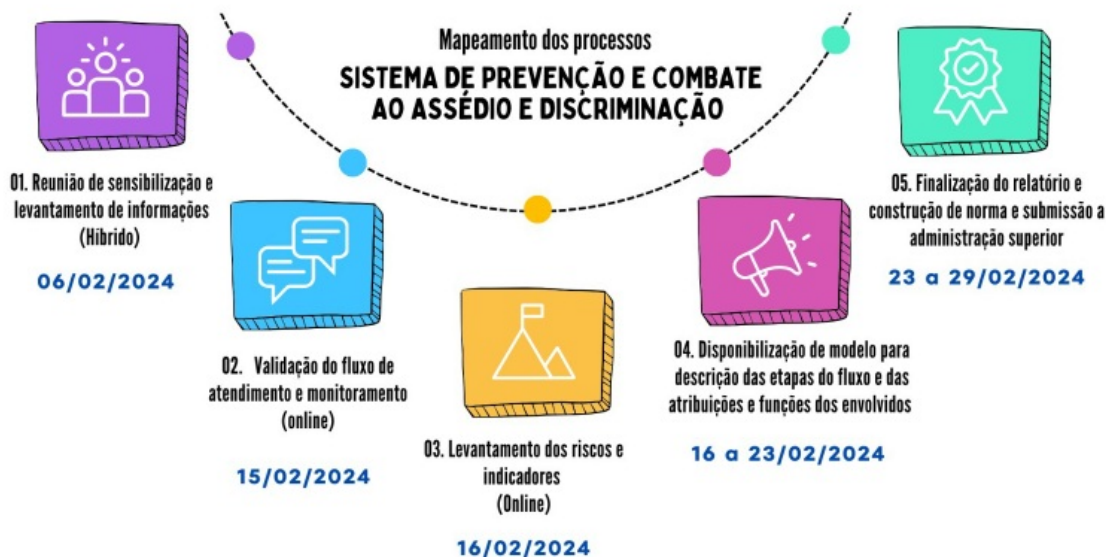 Mapeamento dos processos
SISTEMA DE PREVENÇÃO E COMBATE
AO ASSÉDIO E DISCRIMINAÇÃO
01. Reunião de sensibilização e
levantamento de informações
(Híbrido)
06/02/2024
02. Validação do fluxo de
atendimento e monitoramento
(online)
15/02/2024
03. Levantamento dos riscos e
indicadores
(Online)
16/02/2024
04. Disponibilização de modelo para
descrição das etapas do fluxo e das
atribuições e funções dos envolvidos
16 a 23/02/2024
05. Finalização do relatório e
construção de norma e submissão a
administração superior
23 a 29/02/2024